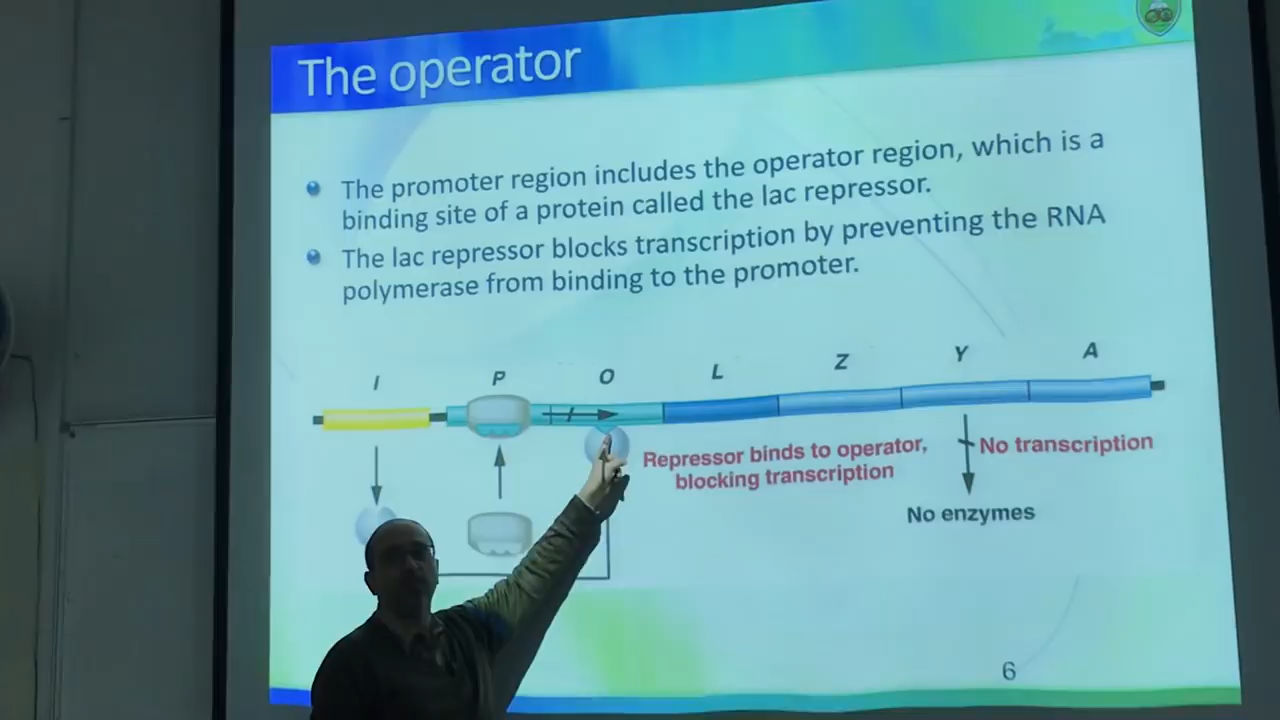 The operator
The promoter region includes the operator region, which is a
binding site of a protein called the lac repressor.
The lac repressor blocks transcription by preventing the RNA
polymerase from binding to the promoter.
I P O L Z Y A
Repressor binds to operator,
blocking transcription
No transcription
No enzymes
6